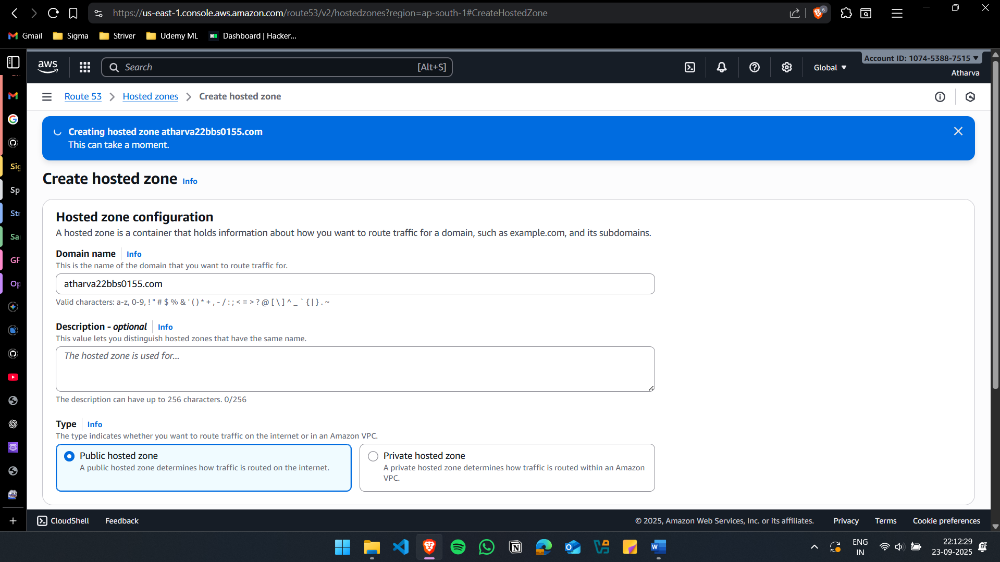 https://us-east-1.console.aws.amazon.com/route53/v2/hostedzones?region=ap-south-1#CreateHostedZone
6
Gmail Sigma Striver Udemy ML Dashboard | Hacker...
aws Search [Alt+S] Global Account ID: 1074-5388-7515
Atharva
Route 53 Hosted zones Create hosted zone
Creating hosted zone atharva22bbs0155.com
This can take a moment.
Create hosted zone Info
Hosted zone configuration
A hosted zone is a container that holds information about how you want to route traffic for a domain, such as example.com, and its subdomains.
Domain name Info
This is the name of the domain that you want to route traffic for.
atharva22bbs0155.com
Valid characters: a-z, 0-9, ! " # $ % & ' ( ) * + , - / : ; < = > ? @ [ \ ] ^ _ ` { | } . ~
Description - optional Info
This value lets you distinguish hosted zones that have the same name.
The hosted zone is used for...
The description can have up to 256 characters. 0/256
Type Info
The type indicates whether you want to route traffic on the internet or in an Amazon VPC.
Public hosted zone
A public hosted zone determines how traffic is routed on the internet.
Private hosted zone
A private hosted zone determines how traffic is routed within an Amazon
VPC.
Sig
Sp
Str
Sa
GF
Op
CloudShell Feedback © 2025, Amazon Web Services, Inc. or its affiliates. Privacy Terms Cookie preferences
ENG
IN
22:12:29
23-09-2025